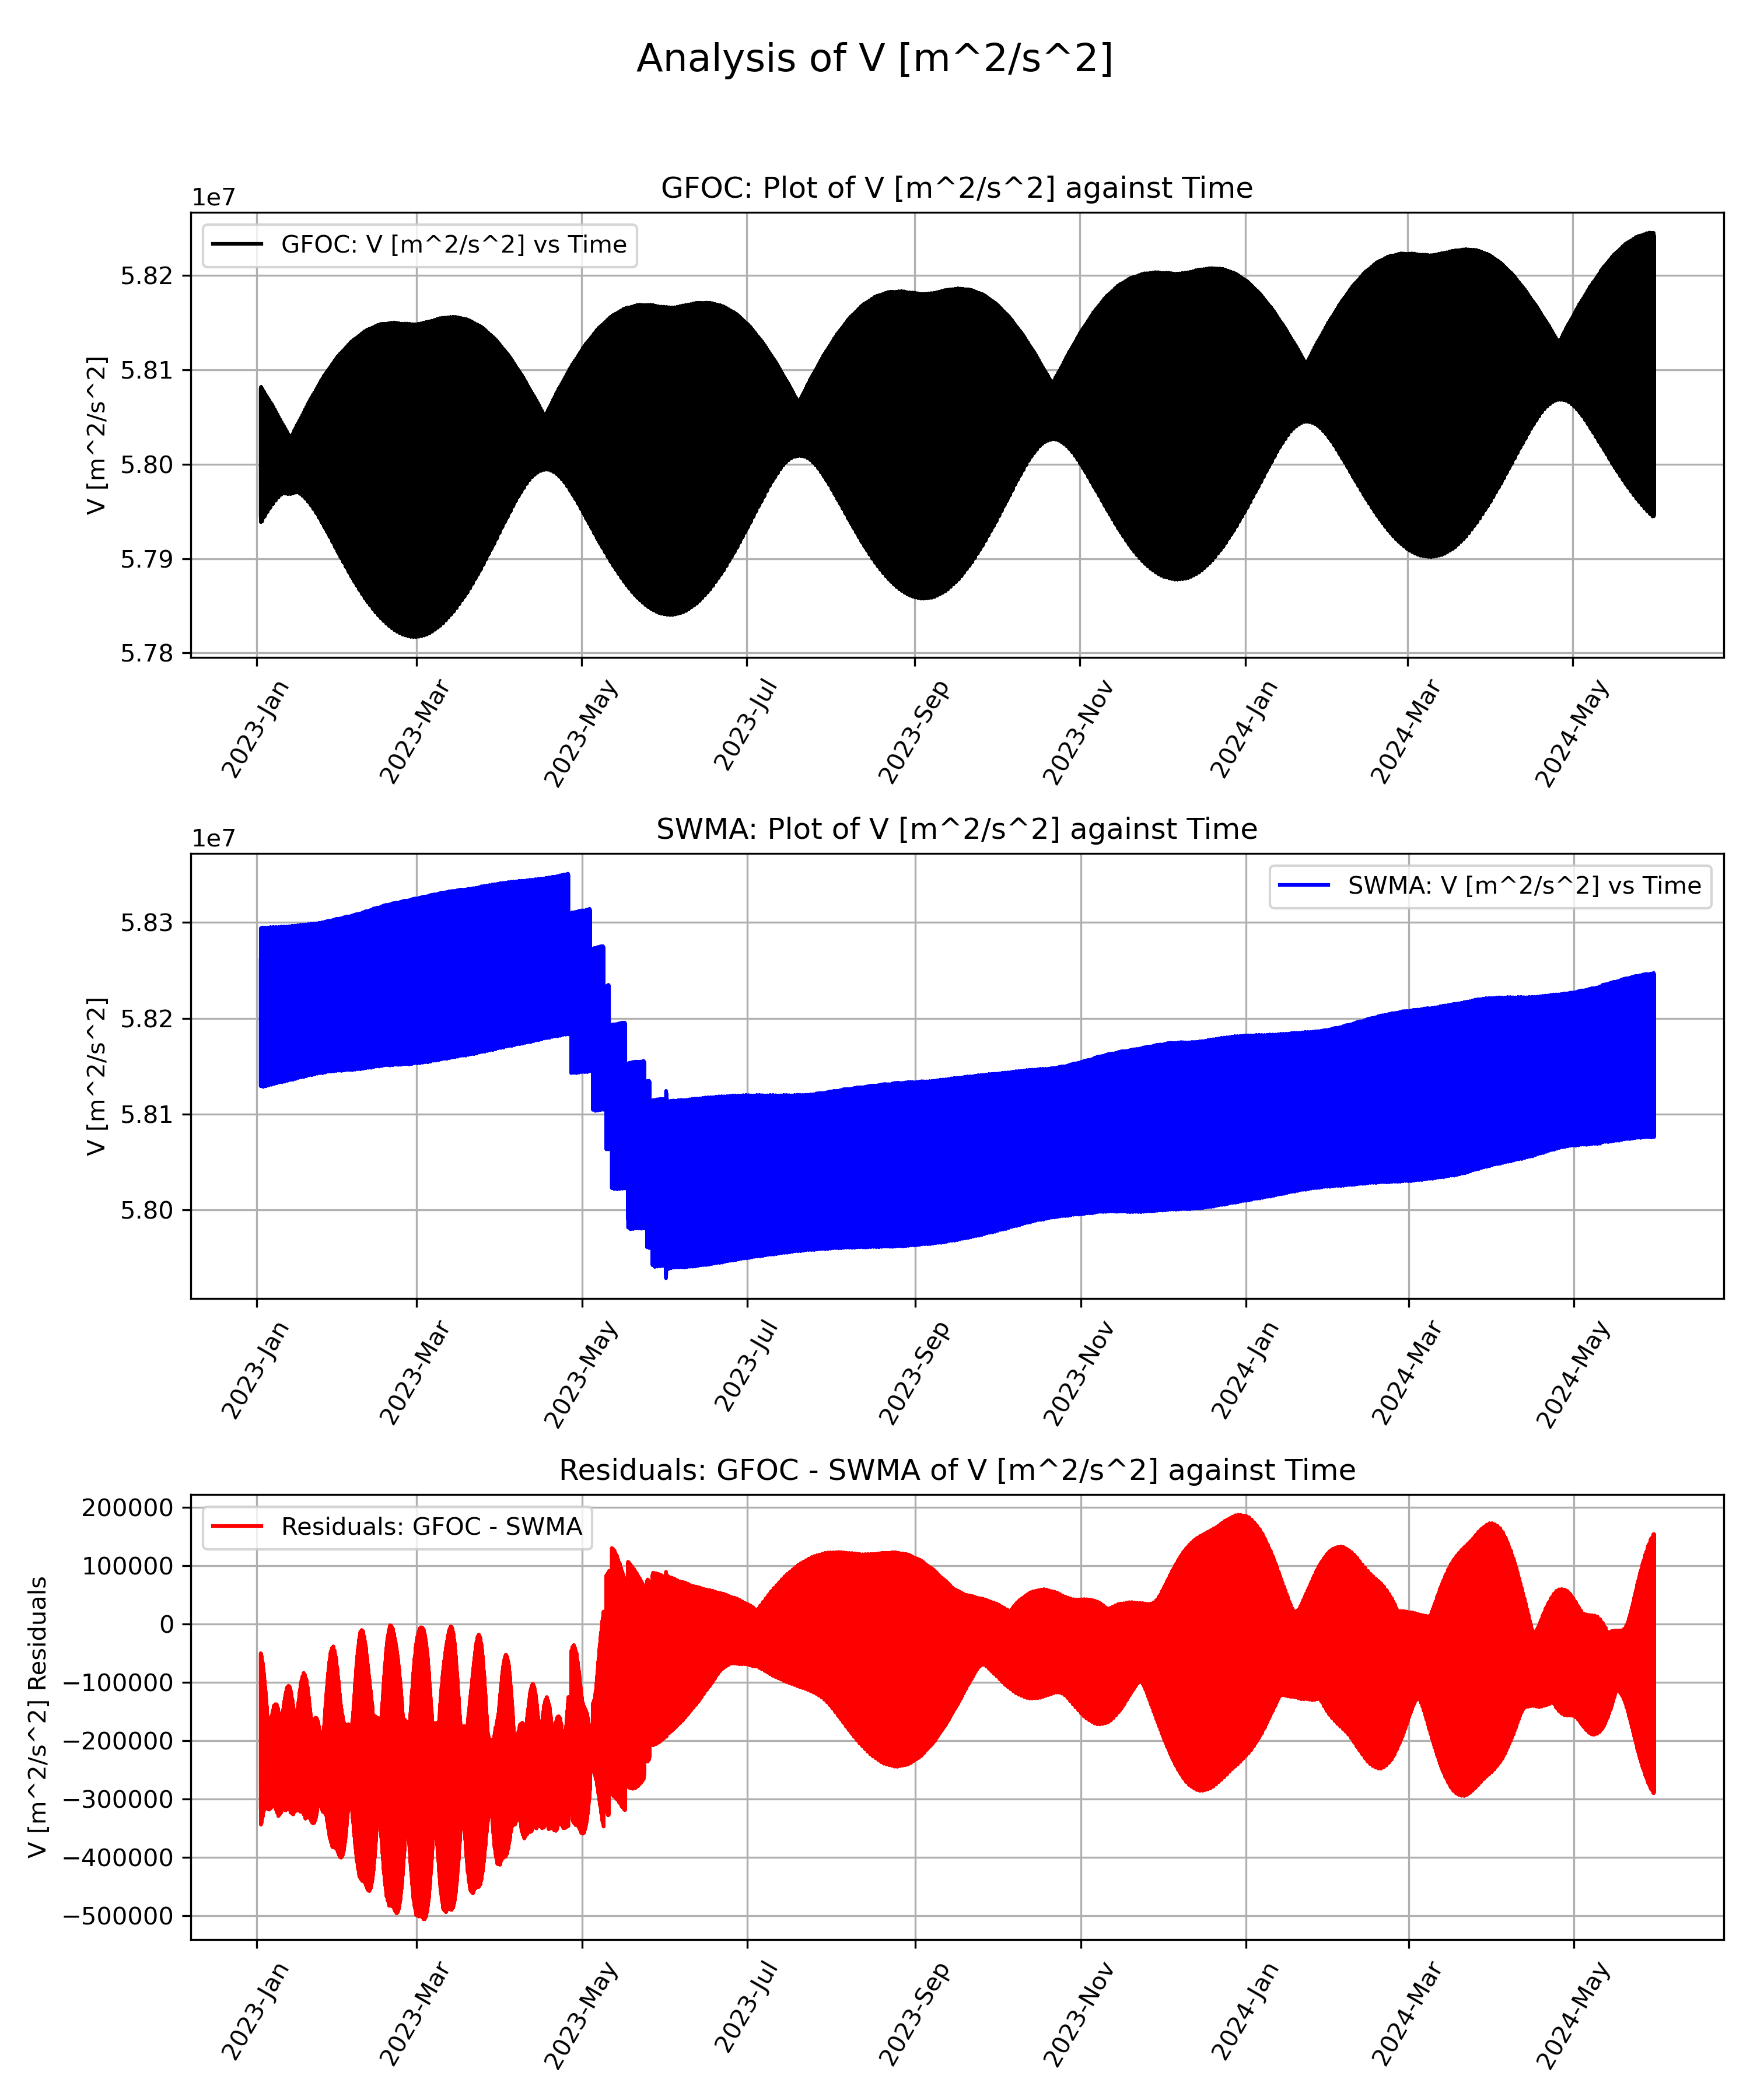 Analysis of V [m^2/s^2]
GFOC: Plot of V [m^2/s^2] against Time
1e7
GFOC: V [m^2/s^2] vs Time
V [m^2/s^2]
5.82
5.81
5.80
5.79
5.78
2023-Jan
2023-Mar
2023-May
2023-Jul
2023-Sep
2023-Nov
2024-Jan
2024-Mar
2024-May
SWMA: Plot of V [m^2/s^2] against Time
1e7
SWMA: V [m^2/s^2] vs Time
V [m^2/s^2]
5.83
5.82
5.81
5.80
2023-Jan
2023-Mar
2023-May
2023-Jul
2023-Sep
2023-Nov
2024-Jan
2024-Mar
2024-May
Residuals: GFOC - SWMA of V [m^2/s^2] against Time
Residuals: GFOC - SWMA
V [m^2/s^2] Residuals
200000
100000
0
−100000
−200000
−300000
−400000
−500000
2023-Jan
2023-Mar
2023-May
2023-Jul
2023-Sep
2023-Nov
2024-Jan
2024-Mar
2024-May